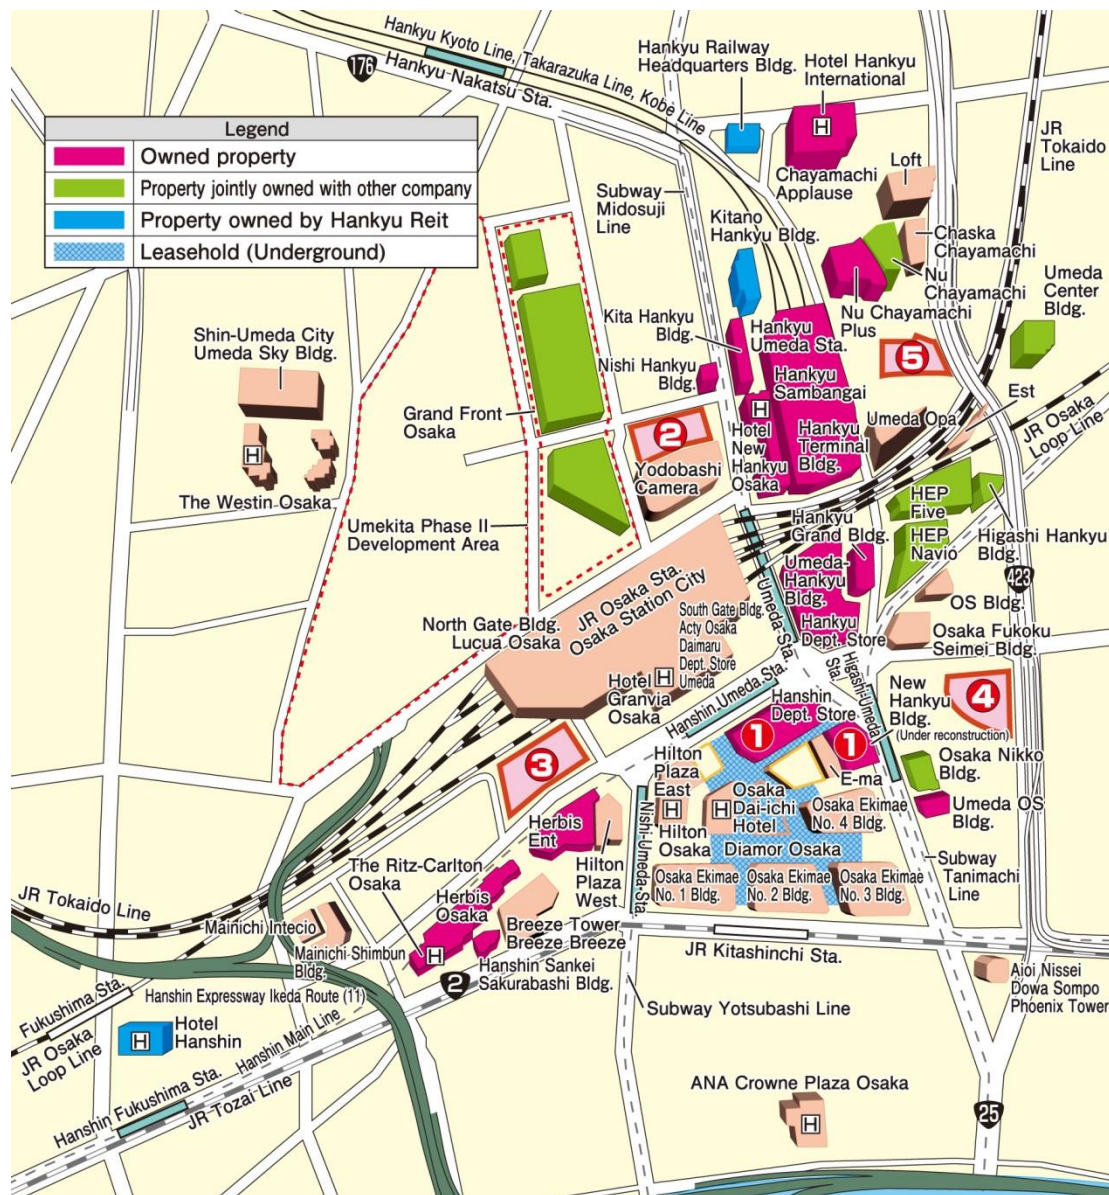 Hankyu Kyoto Line, Takarazuka Line, Kobe Line
176
Hankyu Nakatsu Sta.
Hankyu Railway
Headquarters Bldg.
Hotel Hankyu
International
H
JR
Tokaido
Line
Legend
Owned property
Property jointly owned with other company
Property owned by Hankyu Reit
Leasehold (Underground)
Subway
Midosuji
Line
Chayamachi
Applause
Loft
Kitano
Hankyu Bldg.
Chaska
Chayamachi
Nu
Chayamachi
Umeda
Center
Bldg.
Nu Chayamachi
Plus
Kita Hankyu
Bldg.
Hankyu
Umeda Sta.
Shin-Umeda City
Umeda Sky Bldg.
Nishi Hankyu
Bldg.
Hankyu
Sambangai
5
Est
Grand Front
Osaka
2
H
Hotel
New
Hankyu
Osaka
Hankyu
Terminal
Bldg.
Umeda Opa
JR Osaka
Loop Line
H
The Westin Osaka
Yodobashi
Camera
HEP
Five
Umekita Phase II
Development Area
Hankyu
Grand Bldg.
HEP
Navio
Higashi Hankyu
Bldg.
Umeda-
Hankyu
Bldg.
423
JR Osaka Sta.
Osaka Station City
Umeda Sta.
OS Bldg.
North Gate Bldg.
Lucua Osaka
South Gate Bldg.
Acty Osaka
Daimaru
Dept. Store
Umeda
Hankyu
Dept. Store
Osaka Fukoku
Seimei Bldg.
Hotel
Granvia
Osaka
H
Hanshin Umeda Sta.
Higashi-Umeda
Sta.
New
Hankyu
Bldg.
(Under reconstruction)
4
Hanshin
Dept. Store
1
1
3
Hilton
Plaza
East
E-ma
Osaka Nikko
Bldg.
H
H
Osaka
Dai-ichi
Hotel
Osaka Ekimae
No. 4 Bldg.
Umeda OS
Bldg.
Herbis
Ent
Nishi-Umeda Sta.
Hilton
Osaka
Diamor Osaka
The Ritz-Carlton
Osaka
Hilton
Plaza
West
Osaka Ekimae
No. 1 Bldg.
Osaka Ekimae
No. 2 Bldg.
Osaka Ekimae
No. 3 Bldg.
Subway
Tanimachi
Line
JR Tokaido Line
Herbis
Osaka
Mainichi Intecio
Mainichi Shimbun
Bldg.
Breeze Tower
Breeze Breeze
JR Kitashinchi Sta.
H
Hanshin Sankei
Sakurabashi Bldg.
2
Aioi Nissei
Dowa Sompo
Phoenix Tower
Fukushima Sta.
Hanshin Expressway Ikeda Route (11)
Subway Yotsubashi Line
JR Osaka
Loop Line
H
Hotel
Hanshin
Hanshin Main Line
Hanshin Fukushima Sta.
JR Tozai Line
ANA Crowne Plaza Osaka
H
25